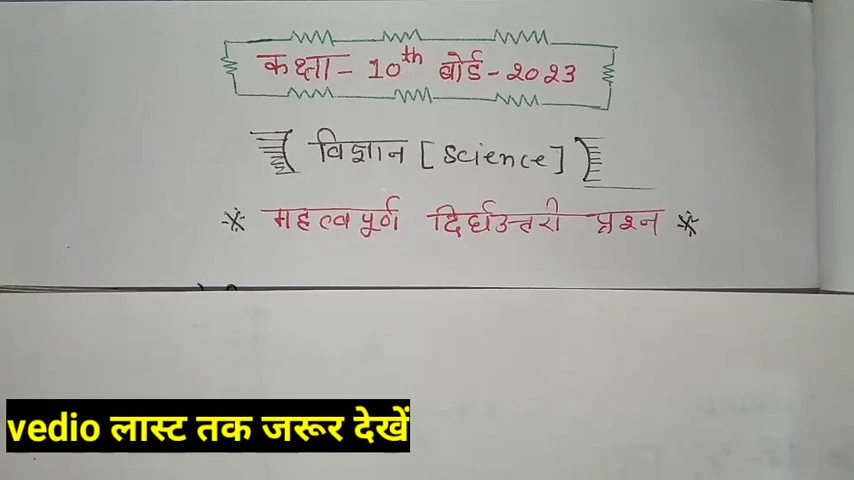 कक्षा - 10th बोर्ड - 2023
विज्ञान [Science]
* महत्वपूर्ण दिर्घउत्तरी प्रश्न *
vedio लास्ट तक जरूर देखें